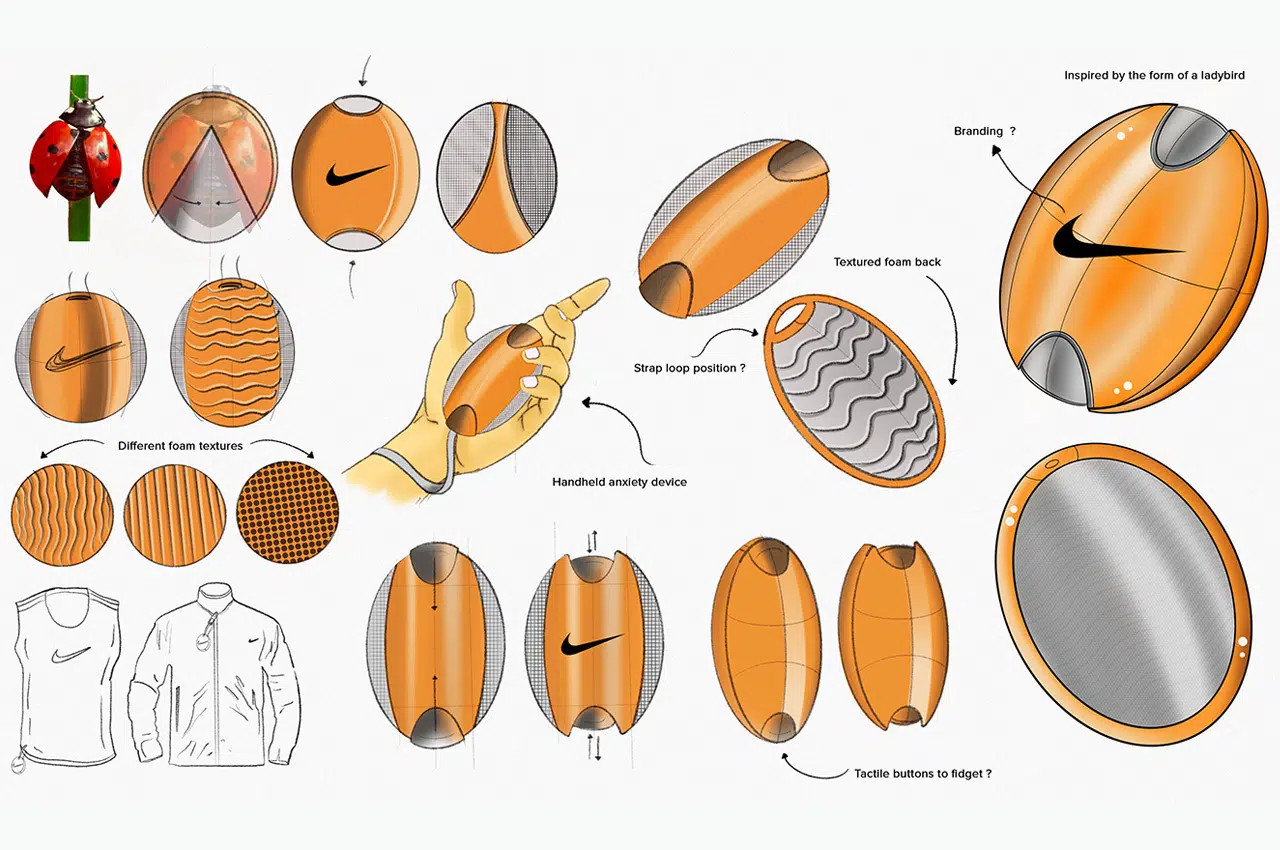 Inspired by the form of a ladybird
Branding ?
Textured foam back
Strap loop position ?
Different foam textures
Handheld anxiety device
Tactile buttons to fidget ?